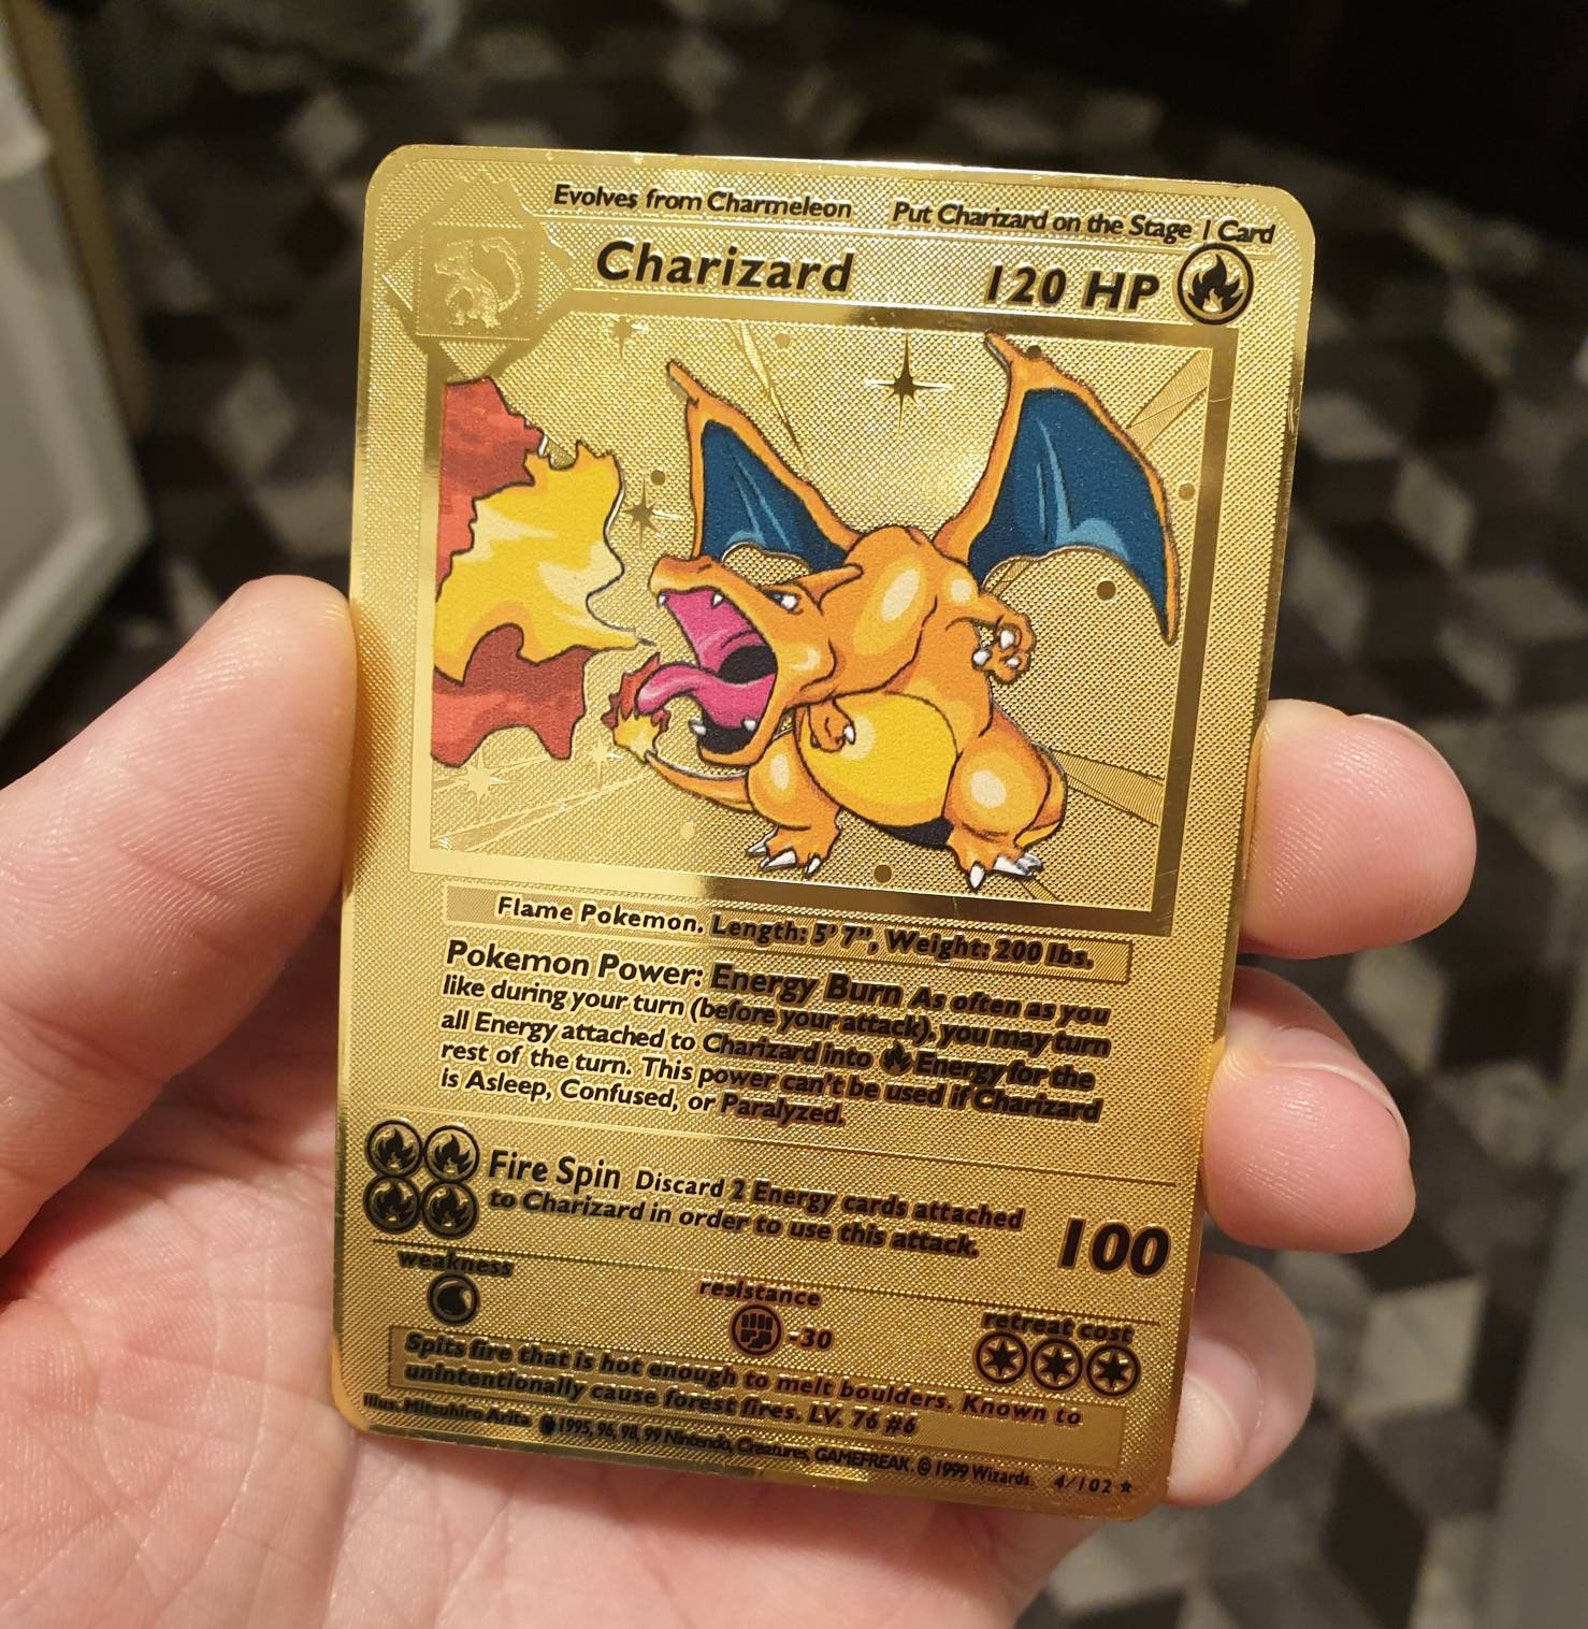 Evolves from Charmeleon Put Charizard on the Stage 1 Card
Charizard 120 HP
Flame Pokemon. Length: 5' 7", Weight: 200 lbs.
Pokemon Power: Energy Burn As often as you
like during your turn (before your attack), you may turn
all Energy attached to Charizard into Energy for the
rest of the turn. This power can't be used if Charizard
is Asleep, Confused, or Paralyzed.
Fire Spin Discard 2 Energy cards attached
to Charizard in order to use this attack.
100
weakness
resistance
-30
retreat cost
Spits fire that is hot enough to melt boulders. Known to
unintentionally cause forest fires. LV. 76 #6
Illus. Mitsuhiro Arita ©1995, 96, 98, 99 Nintendo, Creatures, GAMEFREAK. © 1999 Wizards. 4/102 ★